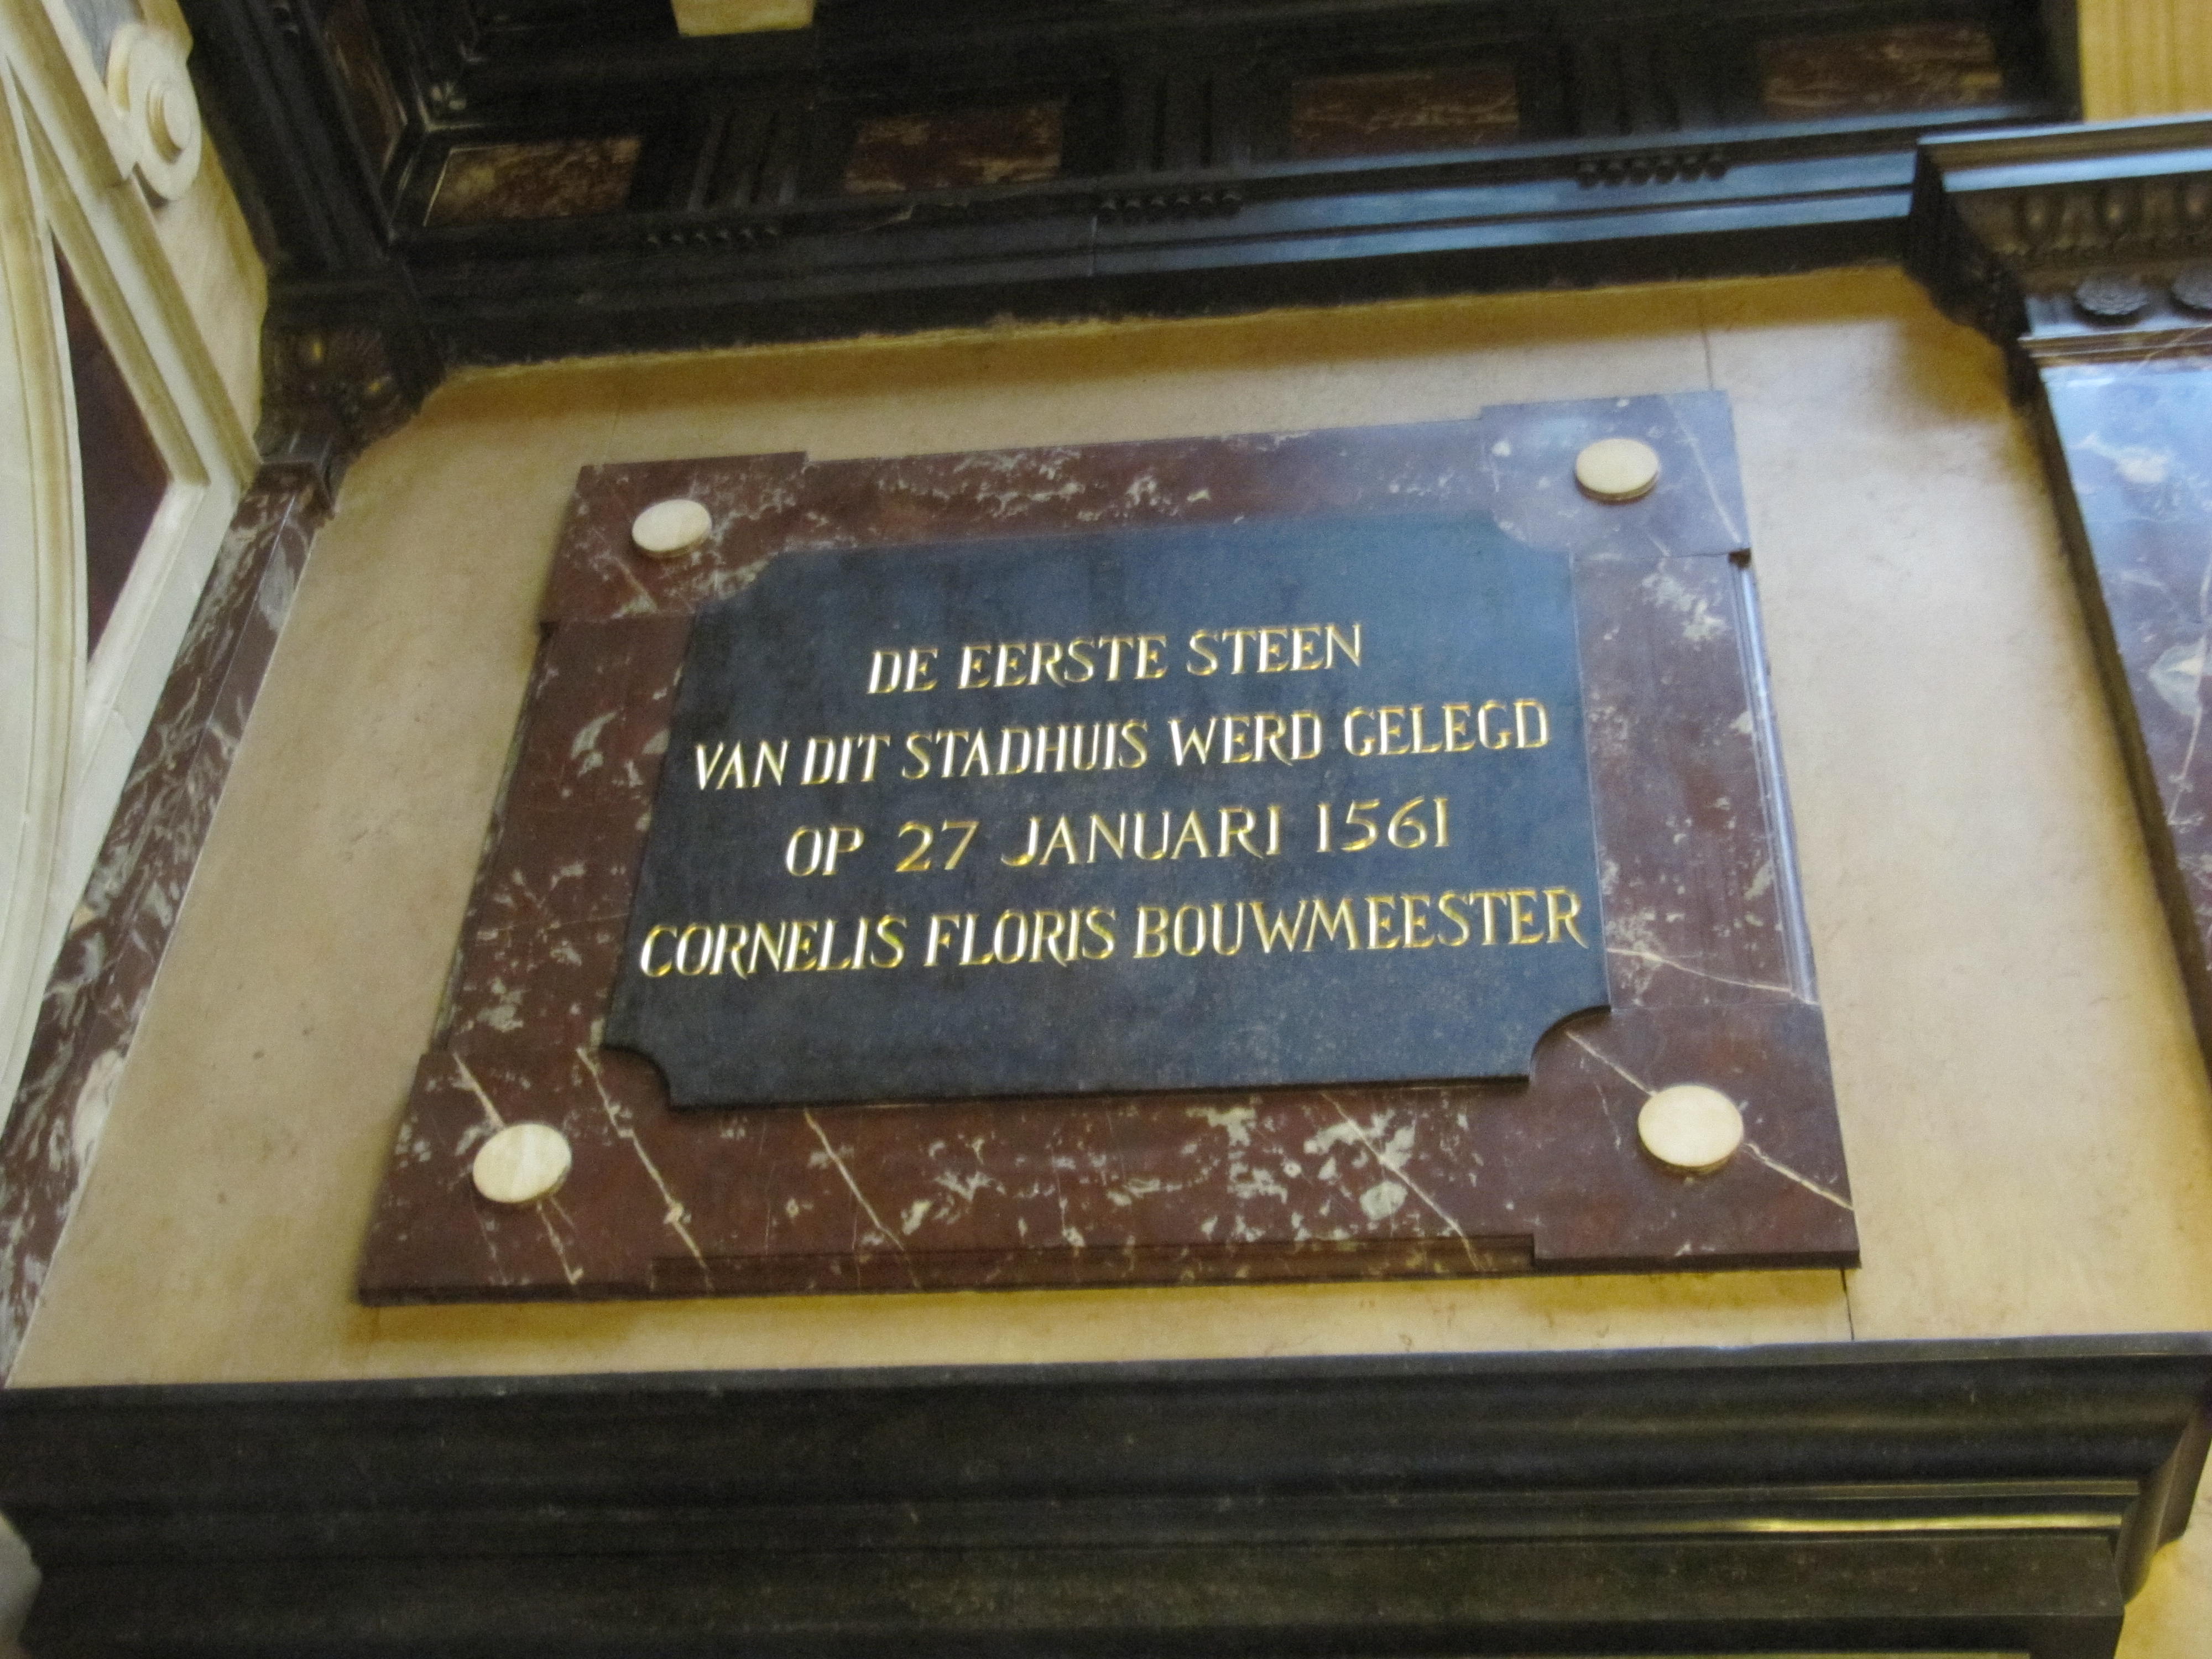 DE EERSTE STEEN
VAN DIT STADHUIS WERD GELEGD
OP 27 JANUARI 1561
CORNELIS FLORIS BOUWMEESTER